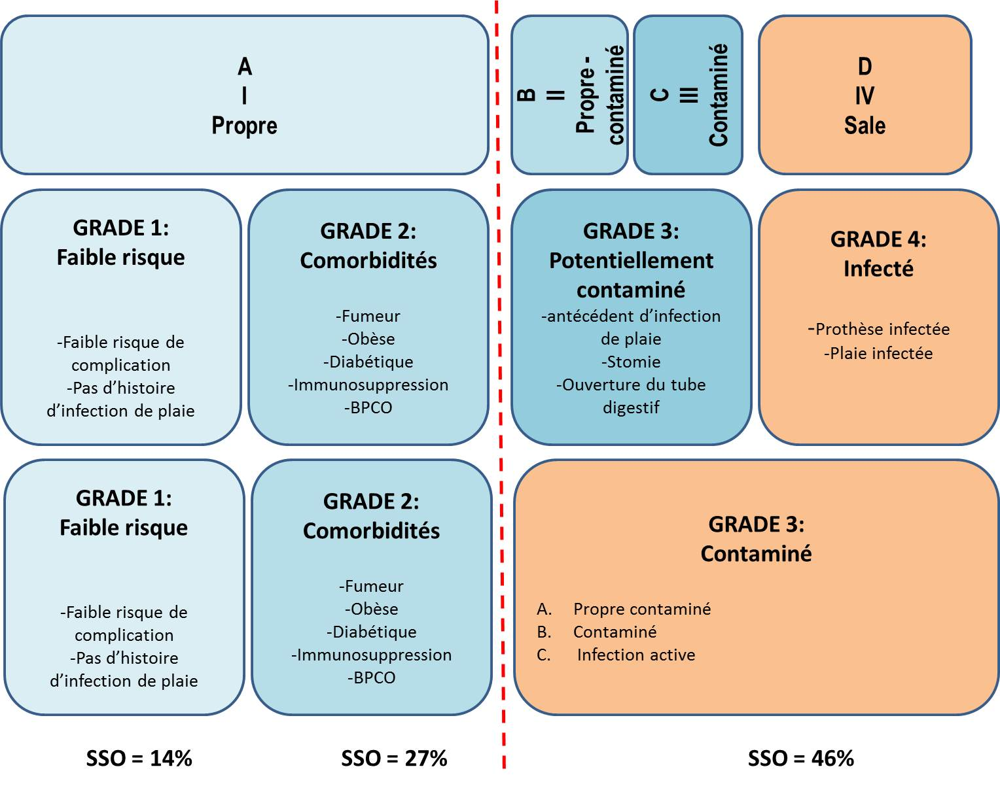 A
I
Propre
B
II
Propre -
contaminé
C
III
Contaminé
D
IV
Sale
GRADE 1:
Faible risque
-Faible risque de
complication
-Pas d’histoire
d’infection de plaie
GRADE 2:
Comorbidités
-Fumeur
-Obèse
-Diabétique
-Immunosuppression
-BPCO
GRADE 3:
Potentiellement
contaminé
-antécédent d’infection
de plaie
-Stomie
-Ouverture du tube
digestif
GRADE 4:
Infecté
-Prothèse infectée
-Plaie infectée
GRADE 1:
Faible risque
-Faible risque de
complication
-Pas d’histoire
d’infection de plaie
GRADE 2:
Comorbidités
-Fumeur
-Obèse
-Diabétique
-Immunosuppression
-BPCO
GRADE 3:
Contaminé
A. Propre contaminé
B. Contaminé
C. Infection active
SSO = 14%
SSO = 27%
SSO = 46%